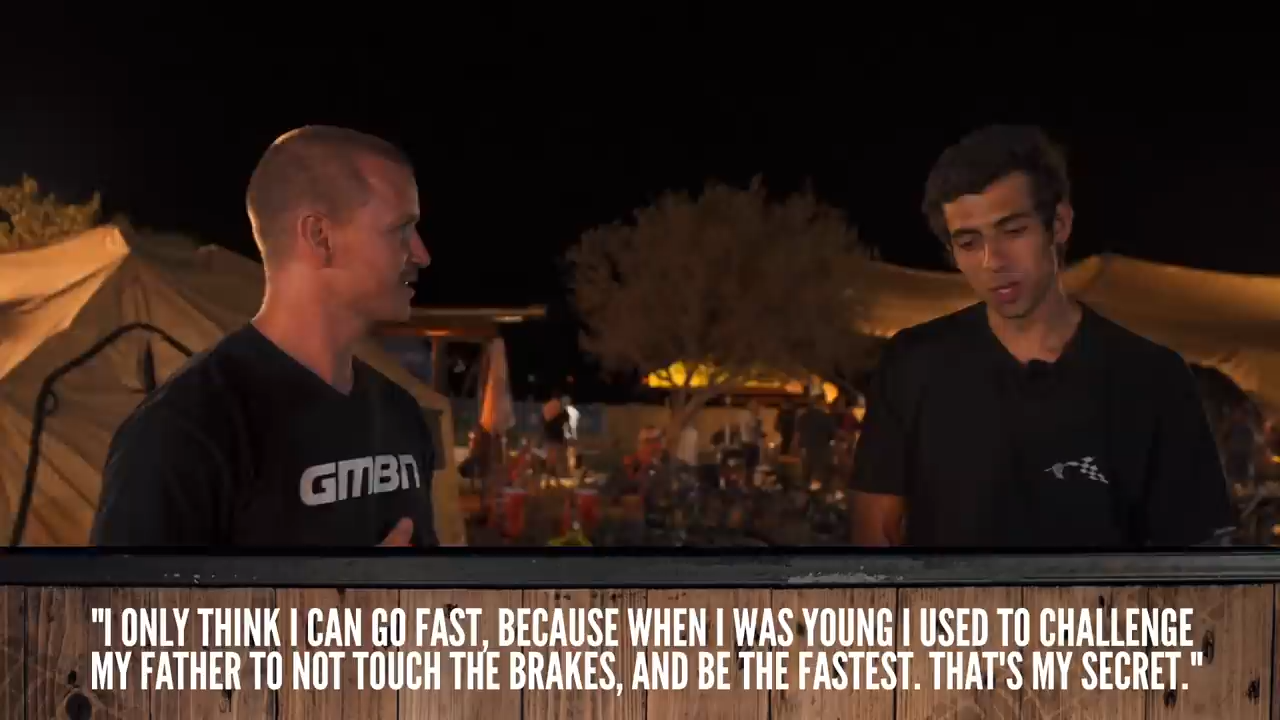 GMBN
"I ONLY THINK I CAN GO FAST, BECAUSE WHEN I WAS YOUNG I USED TO CHALLENGE
MY FATHER TO NOT TOUCH THE BRAKES, AND BE THE FASTEST. THAT'S MY SECRET."